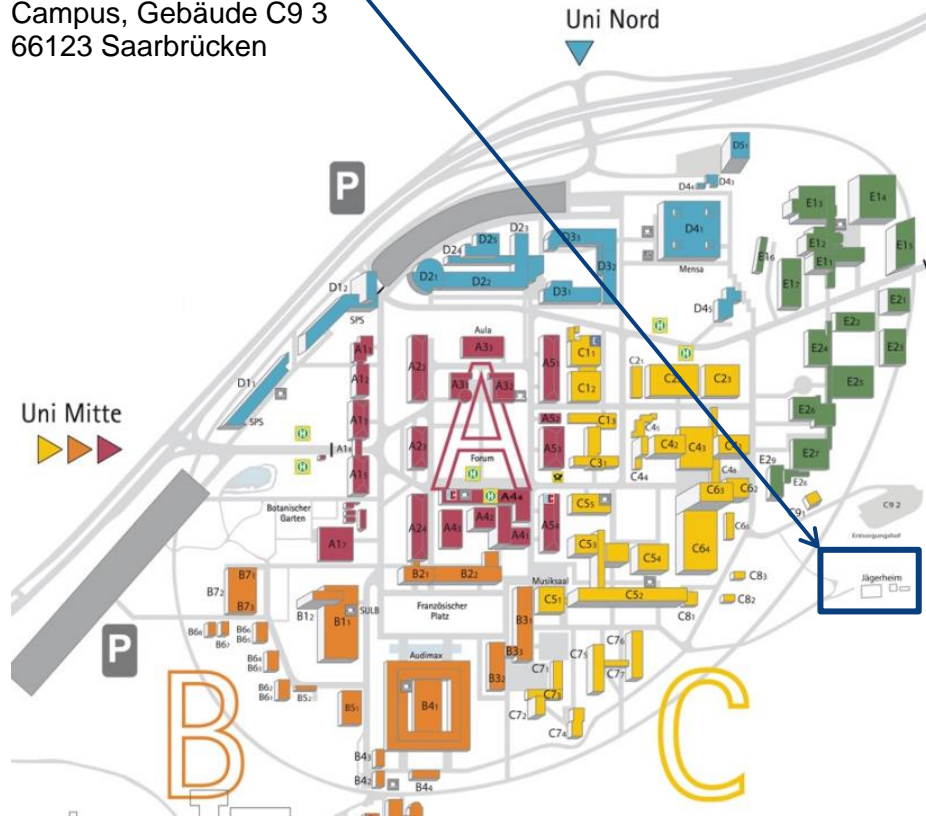 Campus, Gebäude C9 3
66123 Saarbrücken
Uni Nord
P
D5₁
D4₄
D4₃
E1₃
E1₄
D4₁
E1₂
E1₁
E1₅
E1₆
E1₇
Mensa
D2₃
D2₅
D2₄
D3₃
D3₂
D2₁
D2₂
D3₁
D1₂
SPS
D4₅
E2₁
E2₂
E2₃
E2₄
Aula
A3₃
A1₁
A2₂
A5₁
C1₁
H
H
C2₁
C2₂
C2₃
A1₂
A3₁
A3₂
C1₂
E2₅
D1₁
SPS
Uni Mitte
A
H
A1₃
A5₂
C1₃
C4₅
E2₆
A1₄
A2₃
A5₃
C4₂
C4₃
E2₇
H
A1₅
Forum
C3₁
C4₄
C4₆
E2₉
E2₈
H
H
A4₄
C6₃
C6₂
C9₁
C9 2
Botanischer
Garten
A2₄
A4₃
A4₂
A4₁
A5₄
C5₅
C6₅
Entsorgungshof
A1₇
C5₃
C5₄
C6₄
Jägerheim
B2₁
B2₂
Musiksaal
C8₃
B7₁
B7₂
B7₃
B1₂
B1₁
SULB
Französischer
Platz
B3₁
C5₁
C5₂
C8₁
C8₂
B6₈
B6₇
B6₆
B6₅
P
Audimax
B3₃
B3₂
C7₁
C7₅
C7₆
C7₇
B6₄
B6₃
B
B6₂
B6₁
B5₂
B5₁
B4₁
C7₃
C7₂
C7₄
C
B4₃
B4₂
B4₄